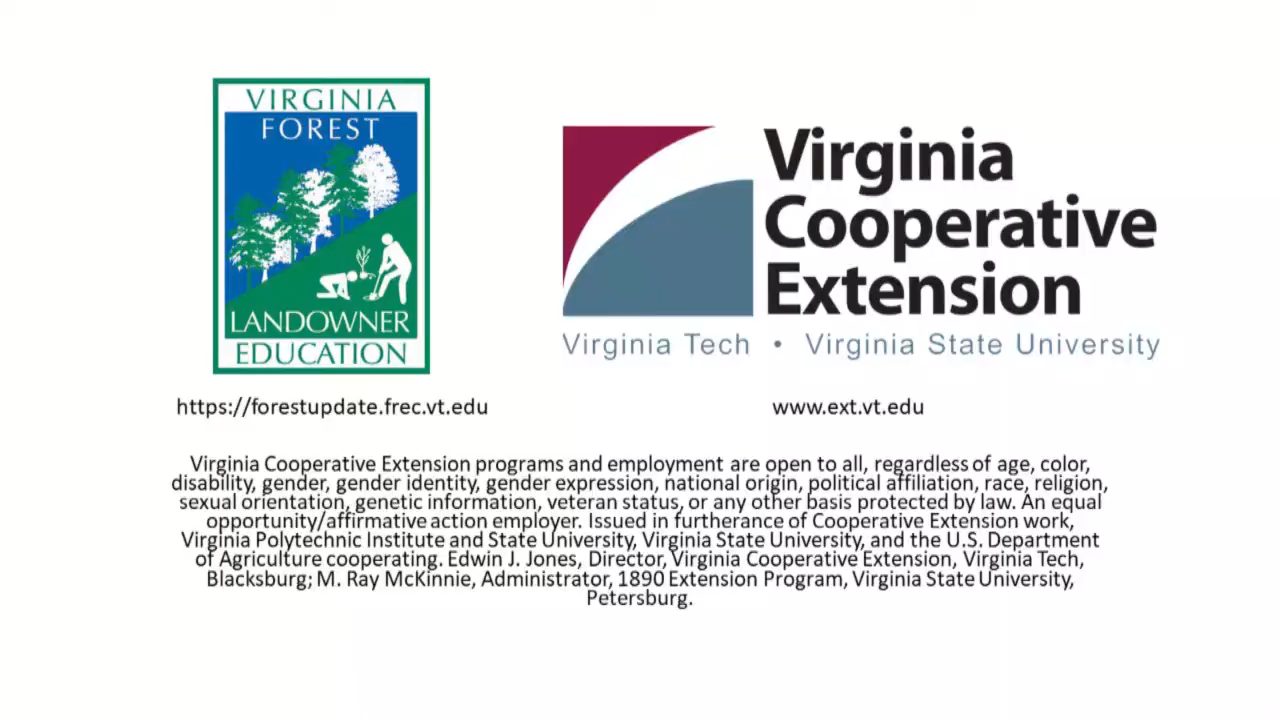 VIRGINIA
FOREST
LANDOWNER
EDUCATION
Virginia
Cooperative
Extension
Virginia Tech • Virginia State University
https://forestupdate.frec.vt.edu
www.ext.vt.edu
Virginia Cooperative Extension programs and employment are open to all, regardless of age, color,
disability, gender, gender identity, gender expression, national origin, political affiliation, race, religion,
sexual orientation, genetic information, veteran status, or any other basis protected by law. An equal
opportunity/affirmative action employer. Issued in furtherance of Cooperative Extension work,
Virginia Polytechnic Institute and State University, Virginia State University, and the U.S. Department
of Agriculture cooperating. Edwin J. Jones, Director, Virginia Cooperative Extension, Virginia Tech,
Blacksburg; M. Ray McKinnie, Administrator, 1890 Extension Program, Virginia State University,
Petersburg.